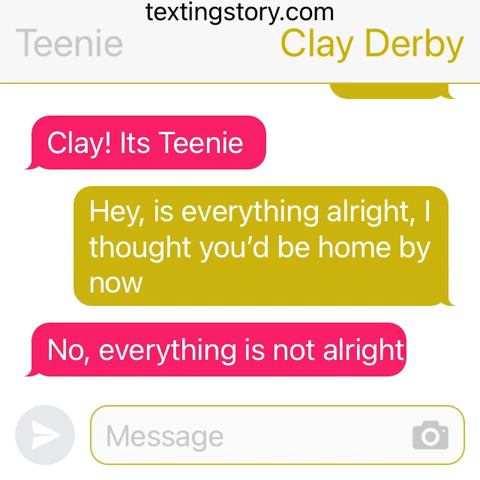 textingstory.com
Teenie
Clay Derby
Clay! Its Teenie
Hey, is everything alright, I
thought you’d be home by
now
No, everything is not alright
Message